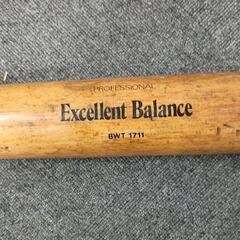 PROFESSIONAL
Excellent Balance
BWT 1711